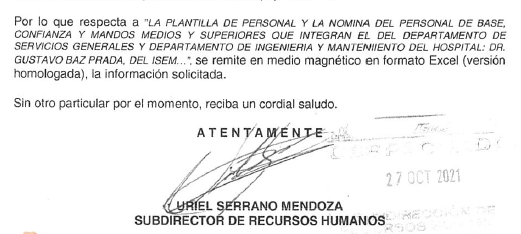 Por lo que respecta a "LA PLANTILLA DE PERSONAL Y LA NOMINA DEL PERSONAL DE BASE,
CONFIANZA Y MANDOS MEDIOS Y SUPERIORES QUE INTEGRAN EL DEL DEPARTAMENTO DE
SERVICIOS GENERALES Y DEPARTAMENTO DE INGENIERIA Y MANTENIIENTO DEL HOSPITAL: DR.
GUSTAVO BAZ PRADA, DEL ISEM...", se remite en medio magnético en formato Excel (versión
homologada), la información solicitada.
Sin otro particular por el momento, reciba un cordial saludo.
ATENTAMENTE
27 OCT 2021
URIEL SERRANO MENDOZA
SUBDIRECTOR DE RECURSOS HUMANOS